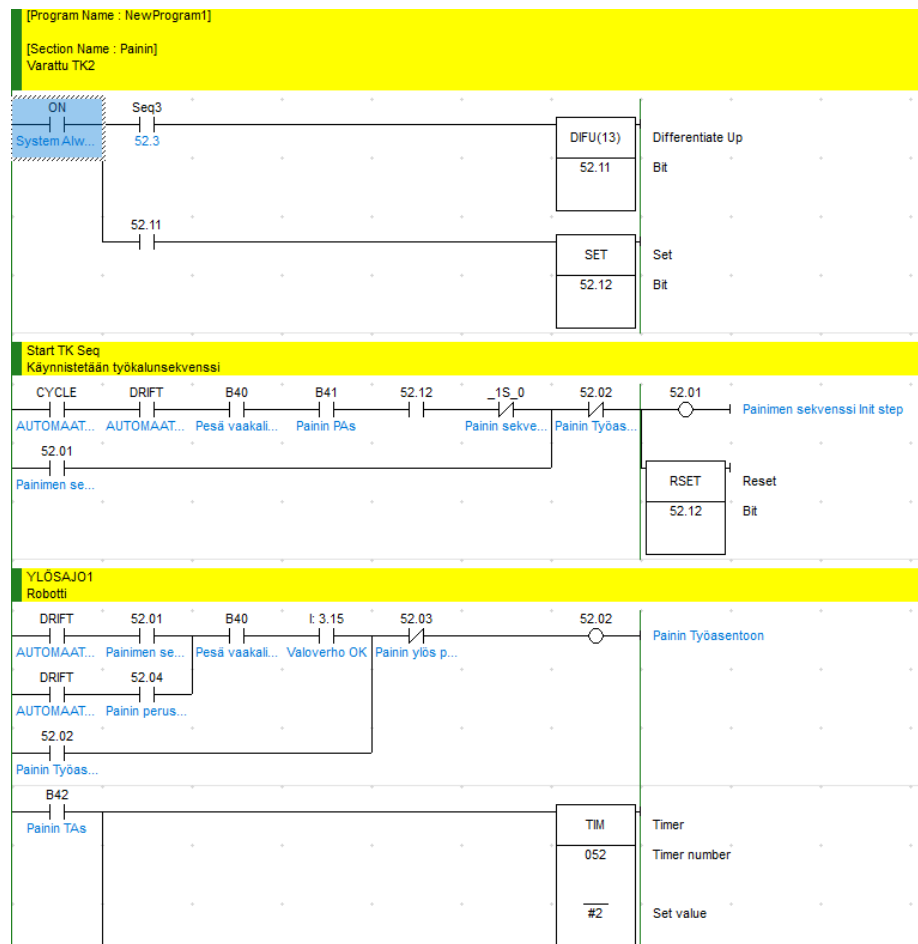 [Program Name : NewProgram1]
[Section Name : Painin]
Varattu TK2
ON Seq3
System Alw... 52.3
DIFU(13) Differentiate Up
52.11 Bit
52.11
SET Set
52.12 Bit
Start TK Seq
Käynnistetään työkalunsekvenssi
CYCLE DRIFT B40 B41 52.12 _1S_0 52.02 52.01
AUTOMAAT... AUTOMAAT... Pesä vaakali... Painin PAs Painin sekve... Painin Työas... Painimen sekvenssi Init step
52.01
Painimen se...
RSET Reset
52.12 Bit
YLÖSAJO1
Robotti
DRIFT 52.01 B40 I: 3.15 52.03 52.02
AUTOMAAT... Painimen se... Pesä vaakali... Valoverho OK Painin ylös p... Painin Työasentoon
DRIFT 52.04
AUTOMAAT... Painin perus...
52.02
Painin Työas...
B42
Painin TAs
TIM Timer
052 Timer number
#2 Set value